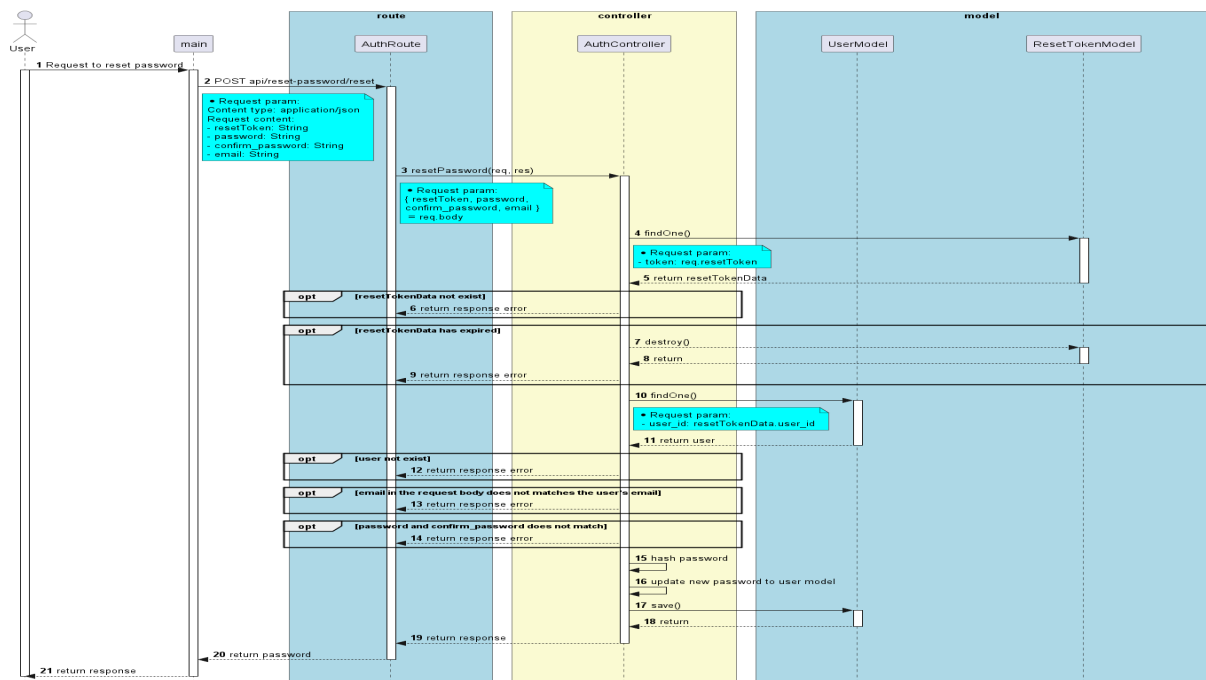 route
controller
model
User
main
AuthRoute
AuthController
UserModel
ResetTokenModel
1 Request to reset password
2 POST api/reset-password/reset
● Request param:
Content type: application/json
Request content:
- resetToken: String
- password: String
- confirm_password: String
- email: String
3 resetPassword(req, res)
● Request param:
{ resetToken, password,
confirm_password, email }
= req.body
4 findOne()
● Request param:
- token: req.resetToken
5 return resetTokenData
opt [resetTokenData not exist]
6 return response error
opt [resetTokenData has expired]
7 destroy()
8 return
9 return response error
10 findOne()
● Request param:
- user_id: resetTokenData.user_id
11 return user
opt [user not exist]
12 return response error
opt [email in the request body does not matches the user's email]
13 return response error
opt [password and confirm_password does not match]
14 return response error
15 hash password
16 update new password to user model
17 save()
18 return
19 return response
20 return password
21 return response